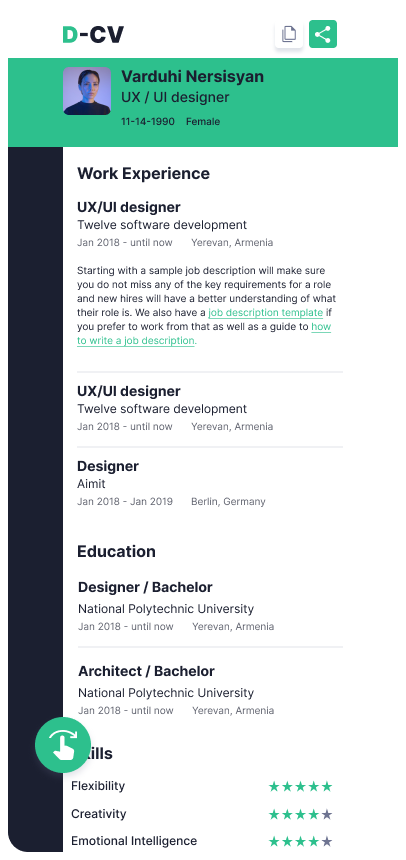 D-CV
Varduhi Nersisyan
UX / UI designer
11-14-1990 Female
Work Experience
UX/UI designer
Twelve software development
Jan 2018 - until now Yerevan, Armenia
Starting with a sample job description will make sure
you do not miss any of the key requirements for a role
and new hires will have a better understanding of what
their role is. We also have a job description template if
you prefer to work from that as well as a guide to how
to write a job description.
UX/UI designer
Twelve software development
Jan 2018 - until now Yerevan, Armenia
Designer
Aimit
Jan 2018 - Jan 2019 Berlin, Germany
Education
Designer / Bachelor
National Polytechnic University
Jan 2018 - until now Yerevan, Armenia
Architect / Bachelor
National Polytechnic University
Jan 2018 - until now Yerevan, Armenia
ills
Flexibility
Creativity
Emotional Intelligence